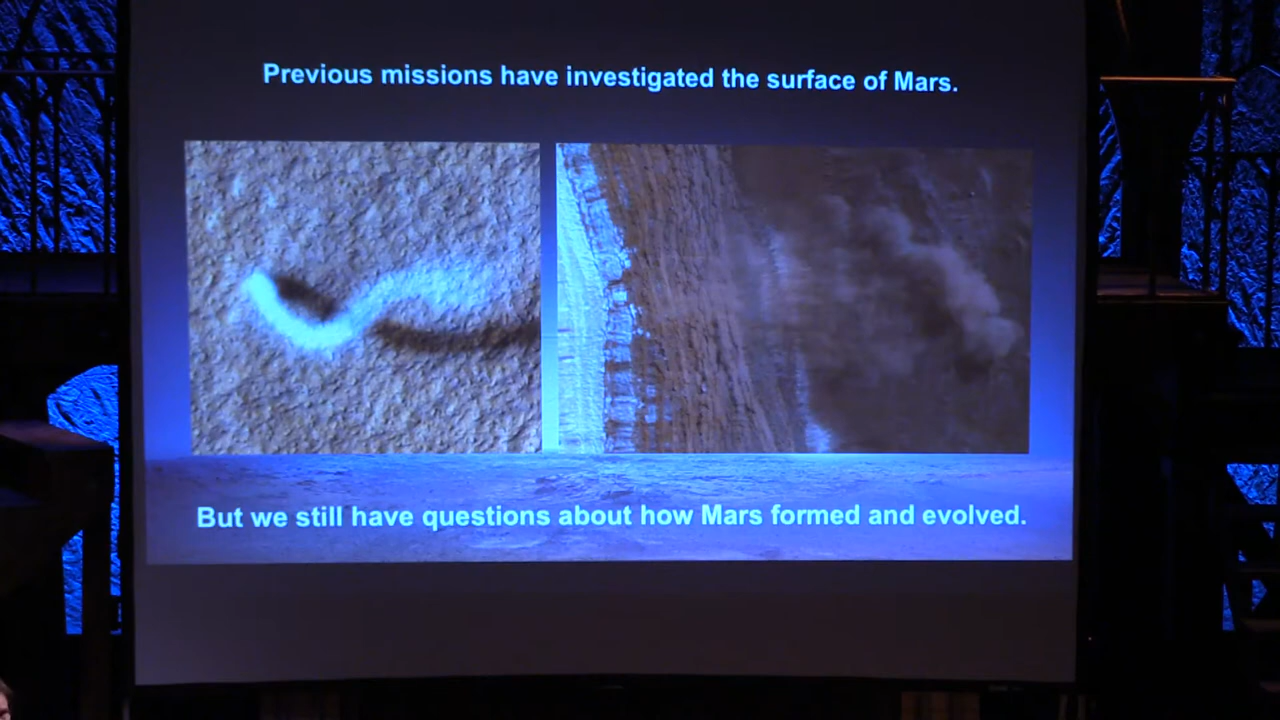 Previous missions have investigated the surface of Mars.
But we still have questions about how Mars formed and evolved.